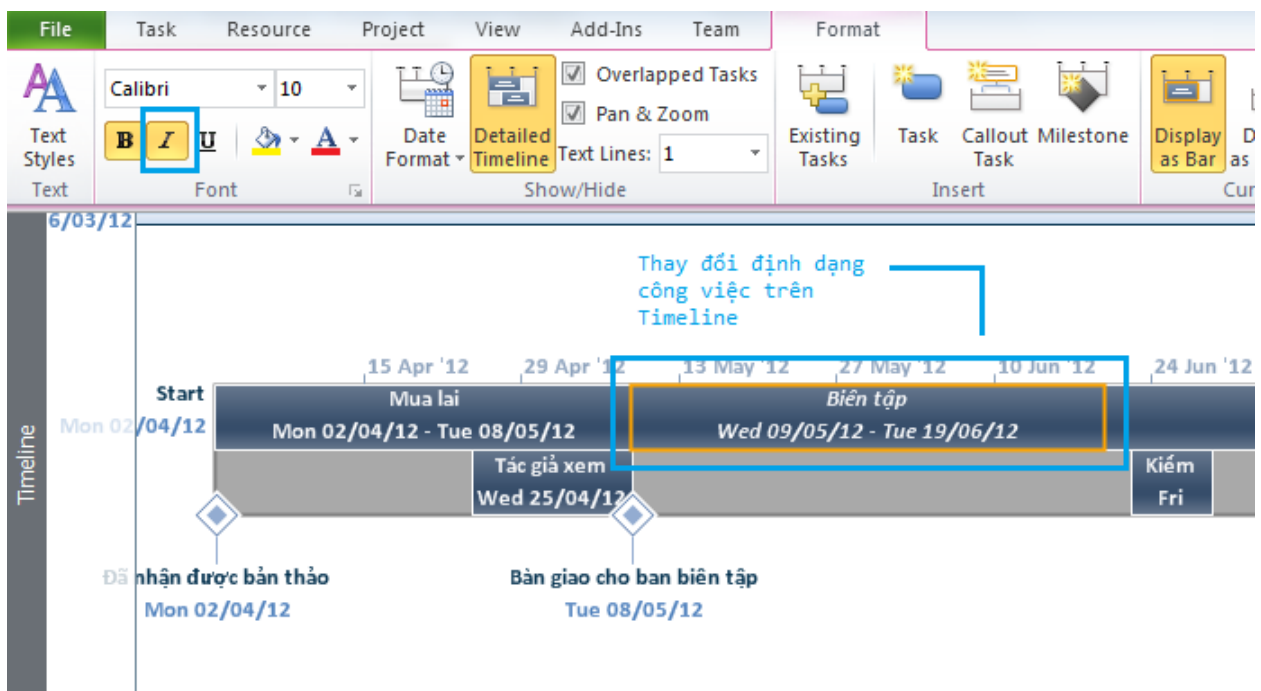 File Task Resource Project View Add-Ins Team Format
Calibri 10
B I U A
Text Styles
Date Format
Detailed Timeline
Overlapped Tasks
Pan & Zoom
Text Lines: 1
Existing Tasks
Task
Callout Task
Milestone
Display as Bar
as
Text Font Show/Hide Insert
6/03/12
Thay đổi định dạng
công việc trên
Timeline
15 Apr '12 29 Apr '12 13 May '12 27 May '12 10 Jun '12 24 Jun '12
Start
Mon 02/04/12
Mua lai
Mon 02/04/12 - Tue 08/05/12
Biên tập
Wed 09/05/12 - Tue 19/06/12
Tác giả xem
Wed 25/04/12
Kiếm
Fri
Timeline
Đã nhận được bản thảo
Mon 02/04/12
Bàn giao cho ban biên tập
Tue 08/05/12